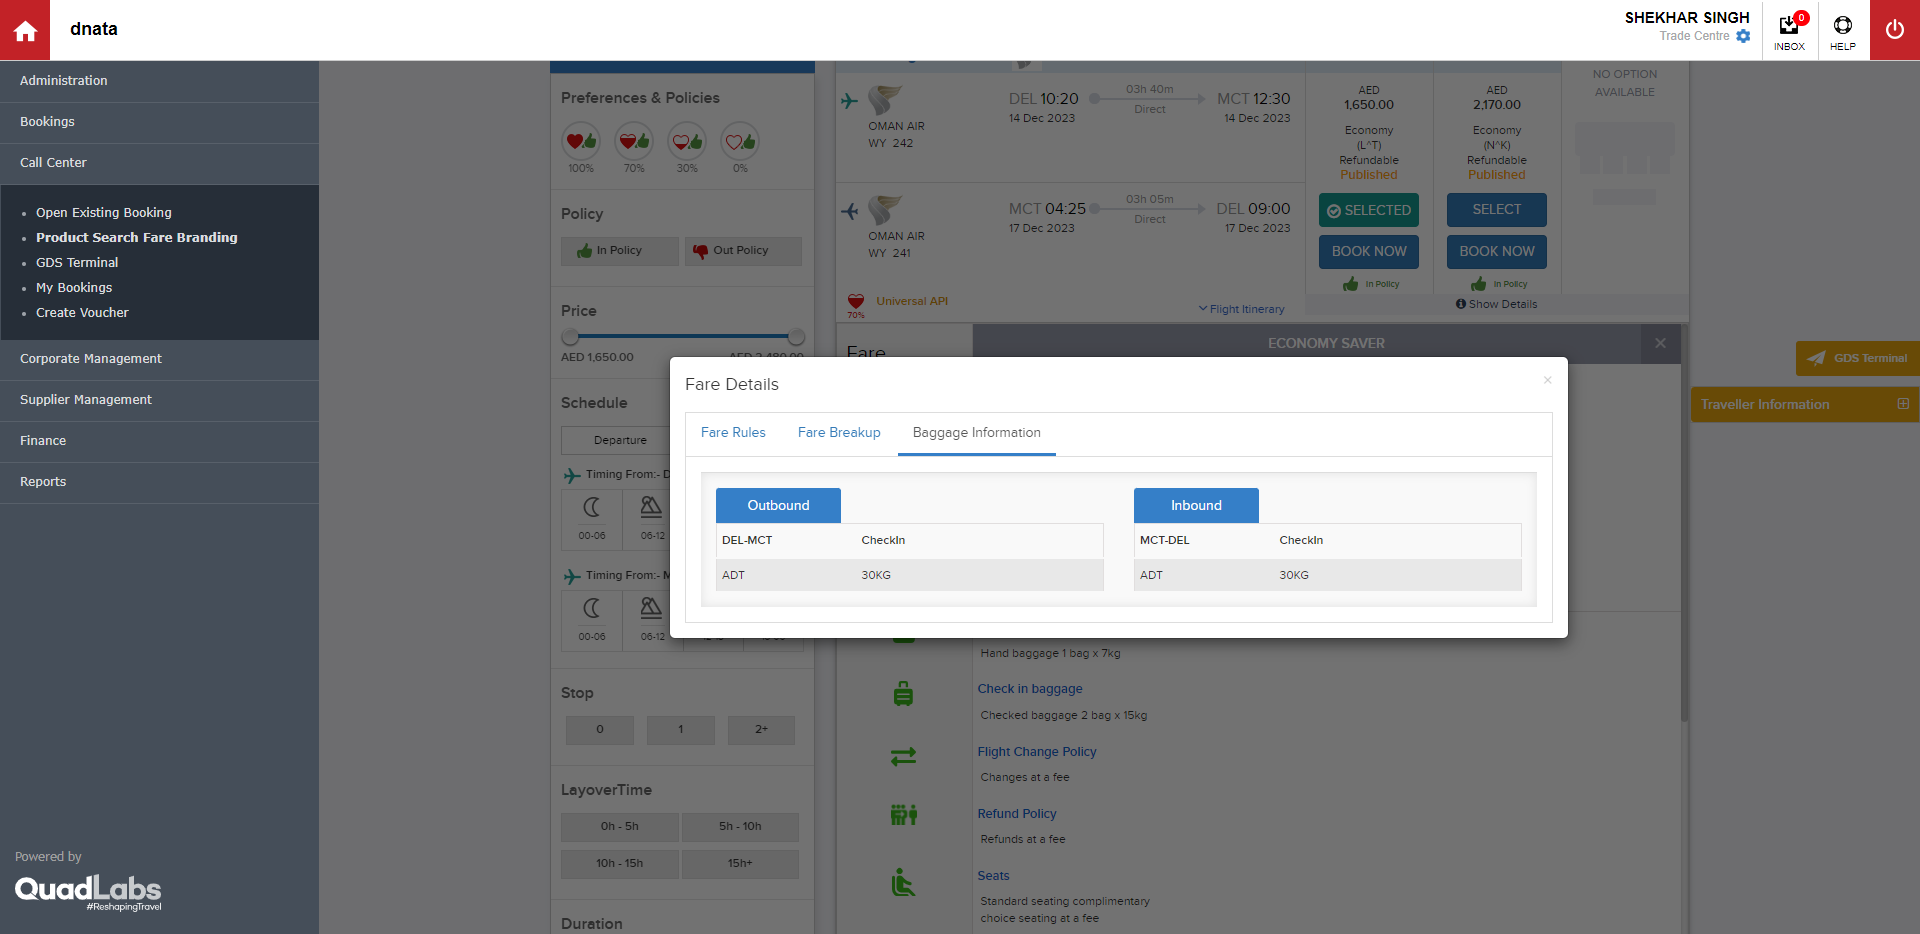 dnata
SHEKHAR SINGH
Trade Centre
0
INBOX
HELP
Administration
Bookings
Call Center
Open Existing Booking
Product Search Fare Branding
GDS Terminal
My Bookings
Create Voucher
Corporate Management
Supplier Management
Finance
Reports
Powered by
QuadLabs
#ReshapingTravel
Preferences & Policies
100% 70% 30% 0%
Policy
In Policy Out Policy
Price
AED 1,650.00
Schedule
Departure
Timing From:- D
00-06 06-12
Timing From:- M
00-06 06-12
Stop
0 1 2+
LayoverTime
0h - 5h 5h - 10h
10h - 15h 15h+
Duration
OMAN AIR
WY 242
DEL 10:20
14 Dec 2023
03h 40m
Direct
MCT 12:30
14 Dec 2023
OMAN AIR
WY 241
MCT 04:25
17 Dec 2023
03h 05m
Direct
DEL 09:00
17 Dec 2023
70%
Universal API
Flight Itinerary
AED
1,650.00
Economy
(L^T)
Refundable
Published
SELECTED
BOOK NOW
In Policy
AED
2,170.00
Economy
(N^K)
Refundable
Published
SELECT
BOOK NOW
In Policy
Show Details
NO OPTION
AVAILABLE
Fare
ECONOMY SAVER
GDS Terminal
Traveller Information
Fare Details
Fare Rules Fare Breakup Baggage Information
Outbound
DEL-MCT CheckIn
ADT 30KG
Inbound
MCT-DEL CheckIn
ADT 30KG
Hand baggage 1 bag x 7kg
Check in baggage
Checked baggage 2 bag x 15kg
Flight Change Policy
Changes at a fee
Refund Policy
Refunds at a fee
Seats
Standard seating complimentary
choice seating at a fee